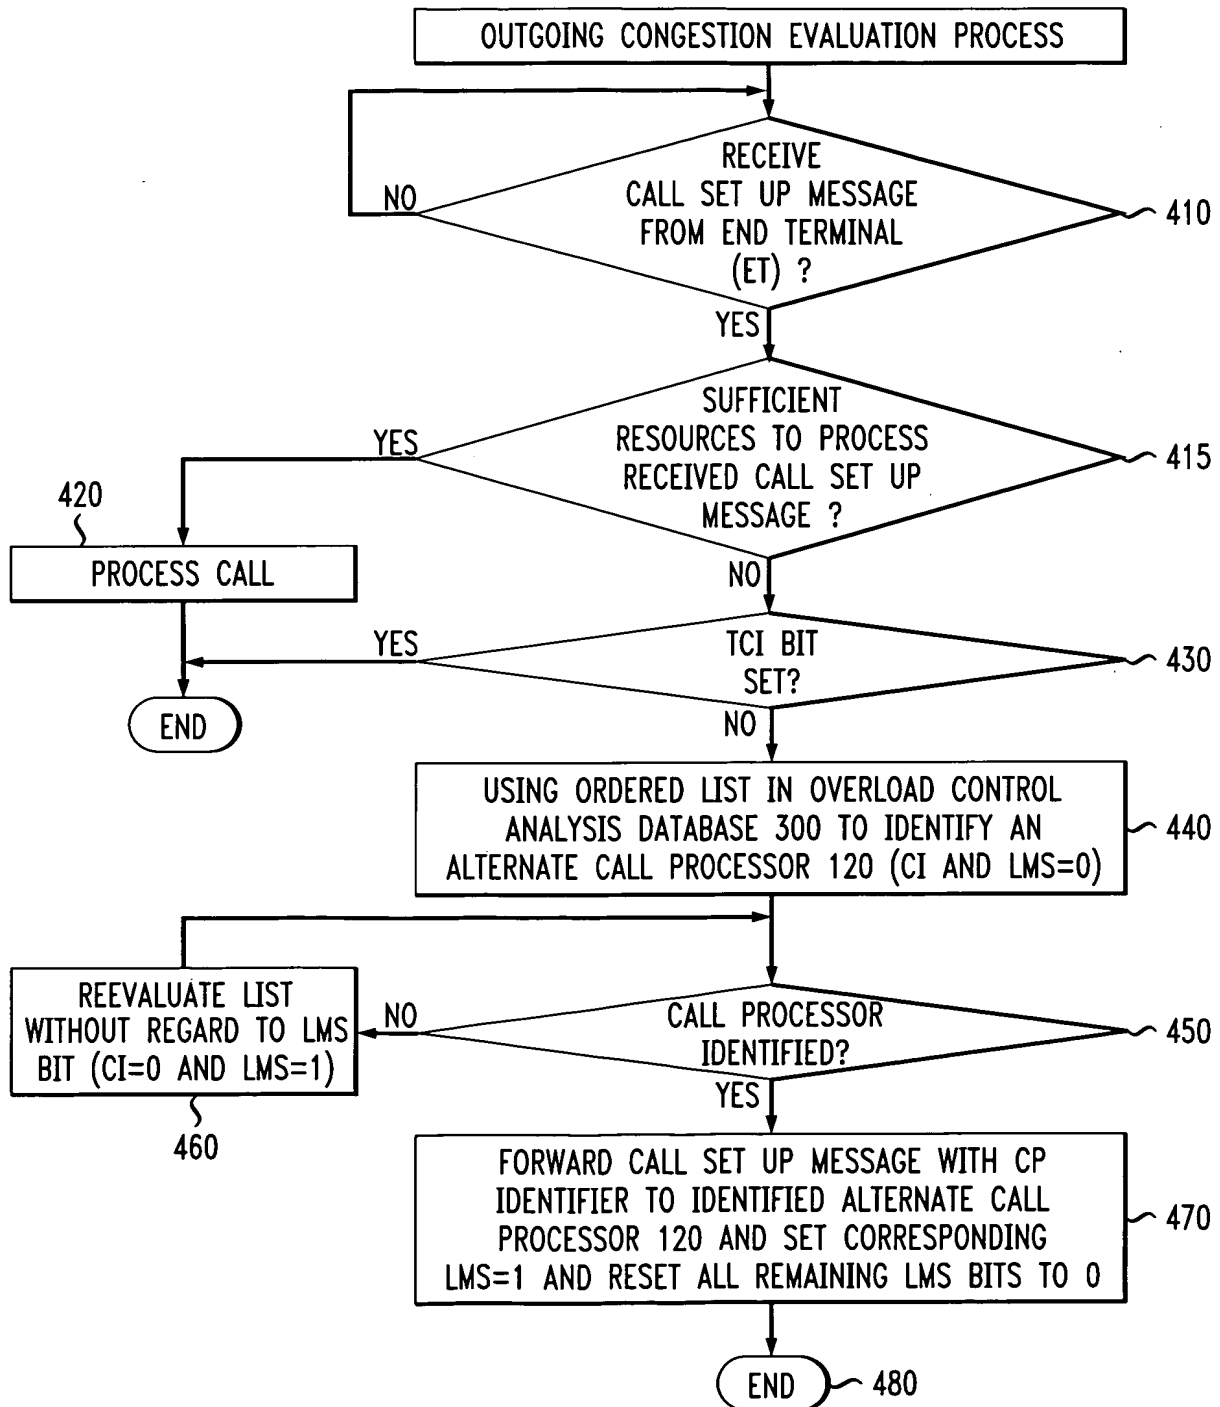 OUTGOING CONGESTION EVALUATION PROCESS
RECEIVE
CALL SET UP MESSAGE
FROM END TERMINAL
(ET) ?
NO
410
YES
SUFFICIENT
RESOURCES TO PROCESS
RECEIVED CALL SET UP
MESSAGE ?
YES
415
420
PROCESS CALL
NO
TCI BIT
SET?
YES
430
END
NO
USING ORDERED LIST IN OVERLOAD CONTROL
ANALYSIS DATABASE 300 TO IDENTIFY AN
ALTERNATE CALL PROCESSOR 120 (CI AND LMS=0)
440
REEVALUATE LIST
WITHOUT REGARD TO LMS
BIT (CI=0 AND LMS=1)
460
NO
CALL PROCESSOR
IDENTIFIED?
450
YES
FORWARD CALL SET UP MESSAGE WITH CP
IDENTIFIER TO IDENTIFIED ALTERNATE CALL
PROCESSOR 120 AND SET CORRESPONDING
LMS=1 AND RESET ALL REMAINING LMS BITS TO 0
470
END
480